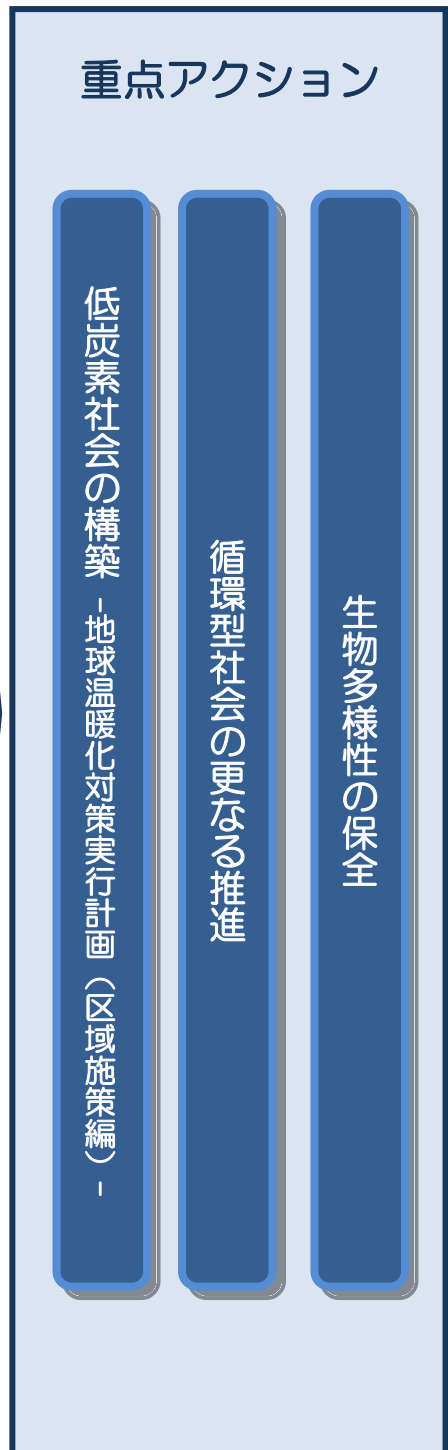 重点アクション
低炭素社会の構築 -地球温暖化対策実行計画（区域施策編）-
循環型社会の更なる推進
生物多様性の保全